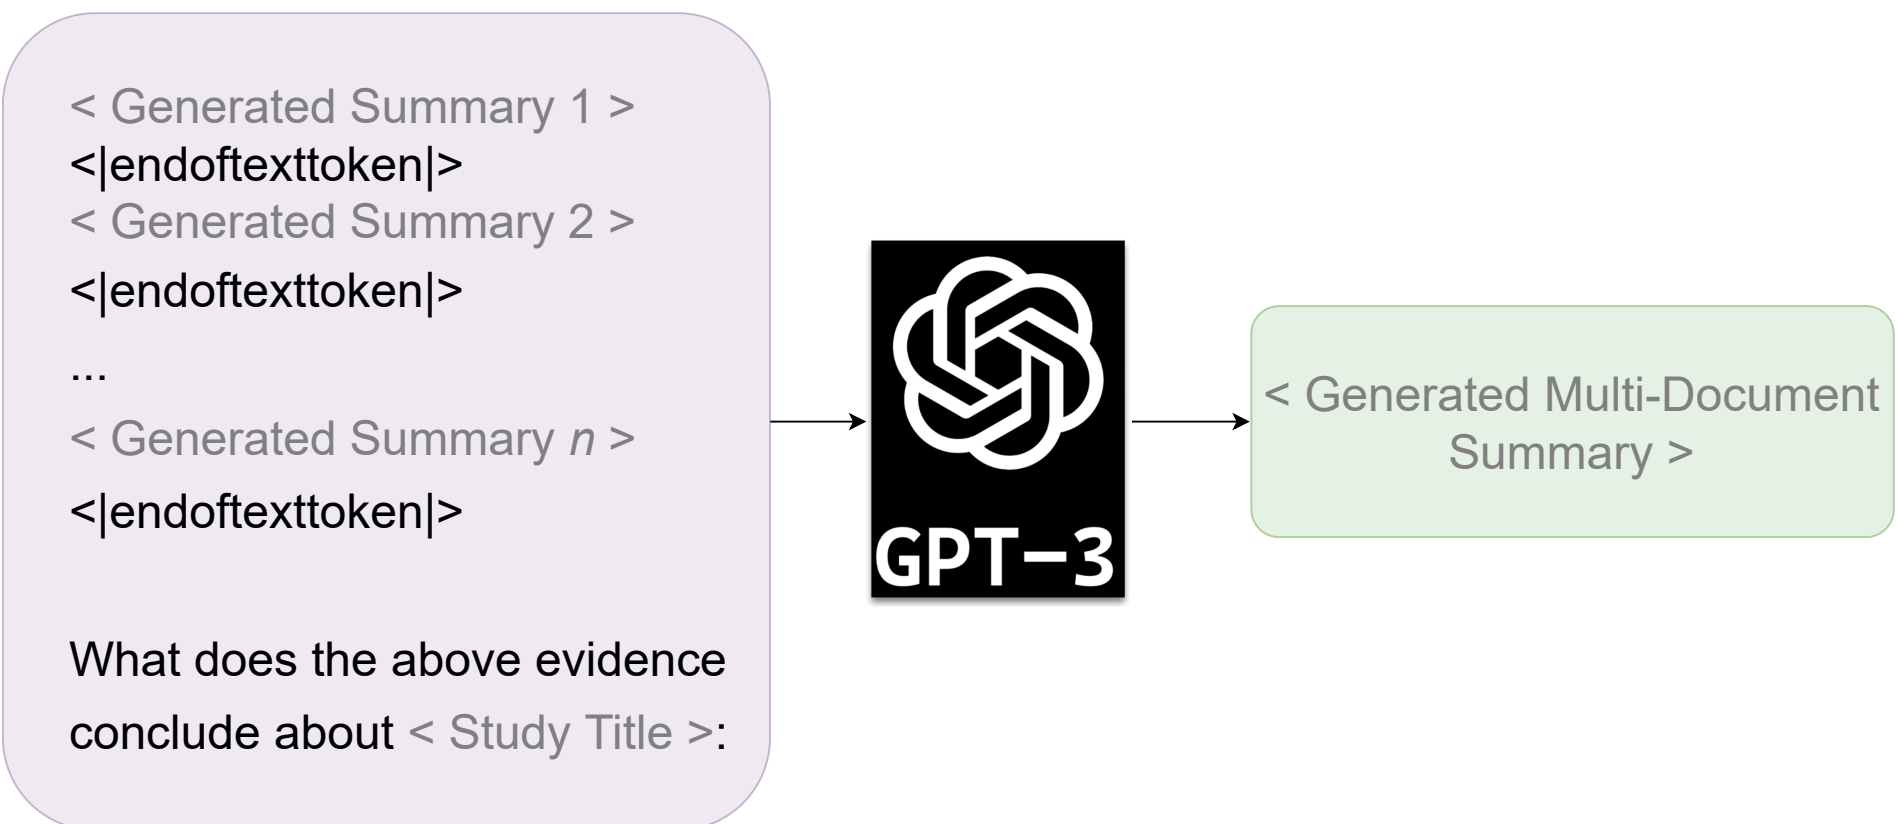 < Generated Summary 1 >
<|endoftexttoken|>
< Generated Summary 2 >
<|endoftexttoken|>
...
< Generated Summary n >
<|endoftexttoken|>
What does the above evidence
conclude about < Study Title >:
GPT-3
< Generated Multi-Document
Summary >